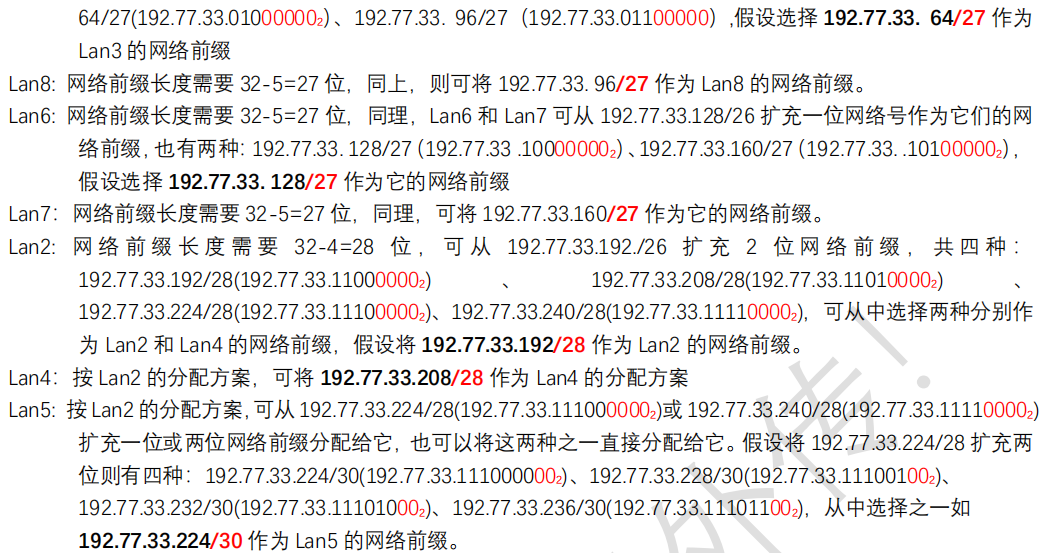 64/27(192.77.33.01000000₂)、192.77.33. 96/27（192.77.33.01100000）,假设选择 192.77.33. 64/27 作为
Lan3 的网络前缀
Lan8: 网络前缀长度需要 32-5=27 位，同上，则可将 192.77.33. 96/27 作为 Lan8 的网络前缀。
Lan6: 网络前缀长度需要 32-5=27 位，同理，Lan6 和 Lan7 可从 192.77.33.128/26 扩充一位网络号作为它们的网
络前缀, 也有两种: 192.77.33. 128/27（192.77.33 .10000000₂）、192.77.33.160/27（192.77.33. .10100000₂），
假设选择 192.77.33. 128/27 作为它的网络前缀
Lan7：网络前缀长度需要 32-5=27 位，同理，可将 192.77.33.160/27 作为它的网络前缀。
Lan2: 网络前缀长度需要 32-4=28 位，可从 192.77.33.192./26 扩充 2 位网络前缀，共四种：
192.77.33.192/28(192.77.33.11000000₂) 、 192.77.33.208/28(192.77.33.11010000₂) 、
192.77.33.224/28(192.77.33.11100000₂)、192.77.33.240/28(192.77.33.11110000₂)，可从中选择两种分别作
为 Lan2 和 Lan4 的网络前缀，假设将 192.77.33.192/28 作为 Lan2 的网络前缀。
Lan4：按 Lan2 的分配方案，可将 192.77.33.208/28 作为 Lan4 的分配方案
Lan5: 按 Lan2 的分配方案, 可从 192.77.33.224/28(192.77.33.111000000₂)或 192.77.33.240/28(192.77.33.11110000₂)
扩充一位或两位网络前缀分配给它, 也可以将这两种之一直接分配给它。假设将 192.77.33.224/28 扩充两
位则有四种：192.77.33.224/30(192.77.33.111000000₂)、192.77.33.228/30(192.77.33.11100100₂)、
192.77.33.232/30(192.77.33.11101000₂)、192.77.33.236/30(192.77.33.11101100₂)，从中选择之一如
192.77.33.224/30 作为 Lan5 的网络前缀。
外传！